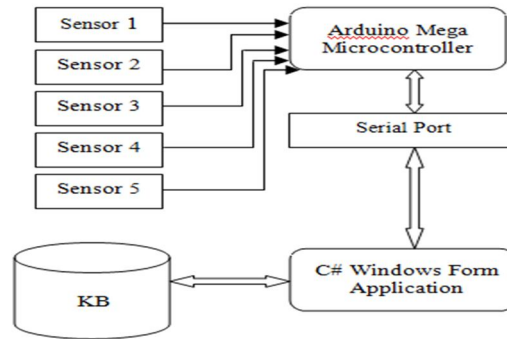 Sensor 1
Sensor 2
Sensor 3
Sensor 4
Sensor 5
Arduino Mega
Microcontroller
Serial Port
C# Windows Form
Application
KB